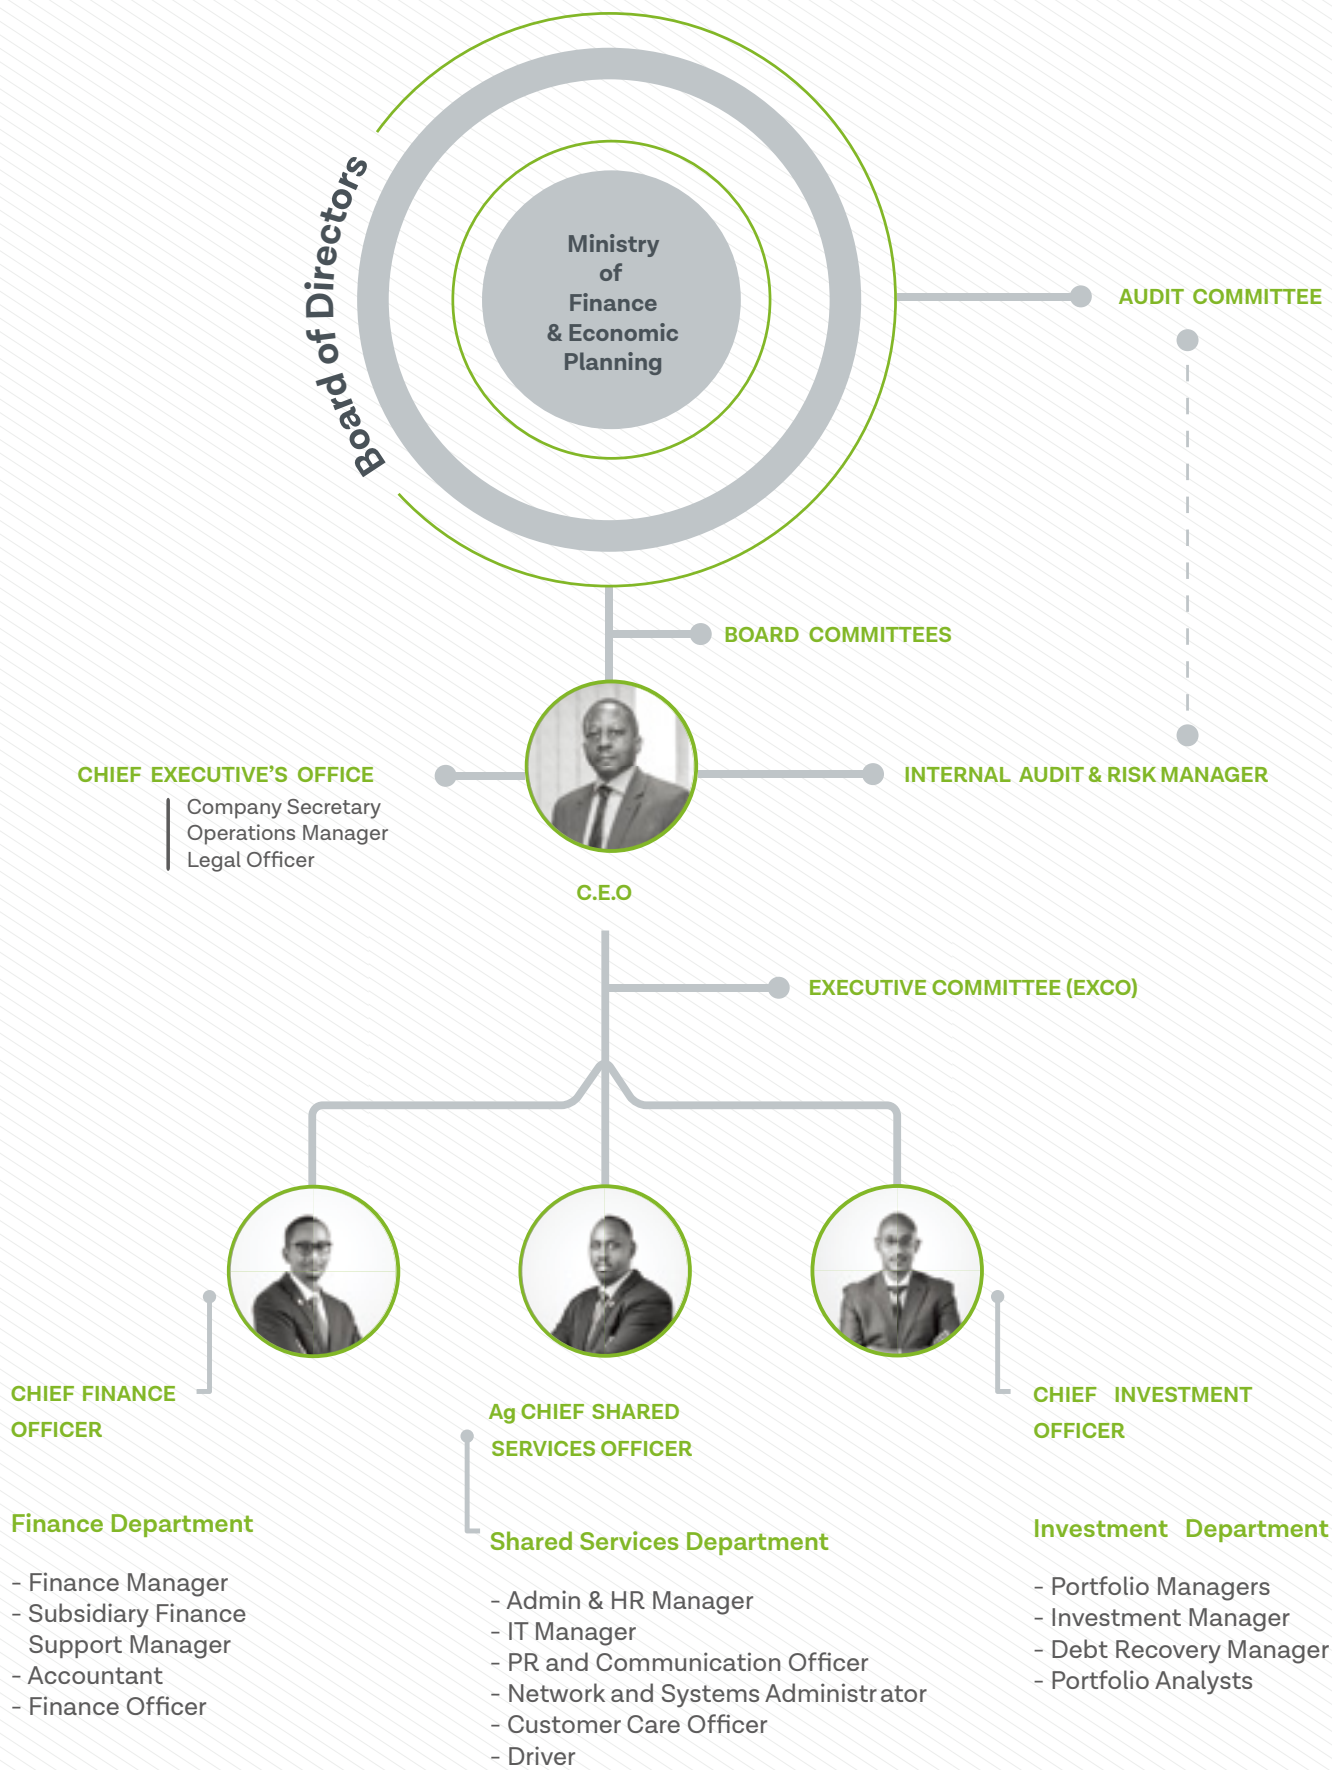 Board of Directors
Ministry
of
Finance
& Economic
Planning
AUDIT COMMITTEE
BOARD COMMITTEES
CHIEF EXECUTIVE’S OFFICE
Company Secretary
Operations Manager
Legal Officer
INTERNAL AUDIT & RISK MANAGER
C.E.O
EXECUTIVE COMMITTEE (EXCO)
CHIEF FINANCE
OFFICER
Finance Department
- Finance Manager
- Subsidiary Finance
Support Manager
- Accountant
- Finance Officer
Ag CHIEF SHARED
SERVICES OFFICER
Shared Services Department
- Admin & HR Manager
- IT Manager
- PR and Communication Officer
- Network and Systems Administrator
- Customer Care Officer
- Driver
CHIEF INVESTMENT
OFFICER
Investment Department
- Portfolio Managers
- Investment Manager
- Debt Recovery Manager
- Portfolio Analysts